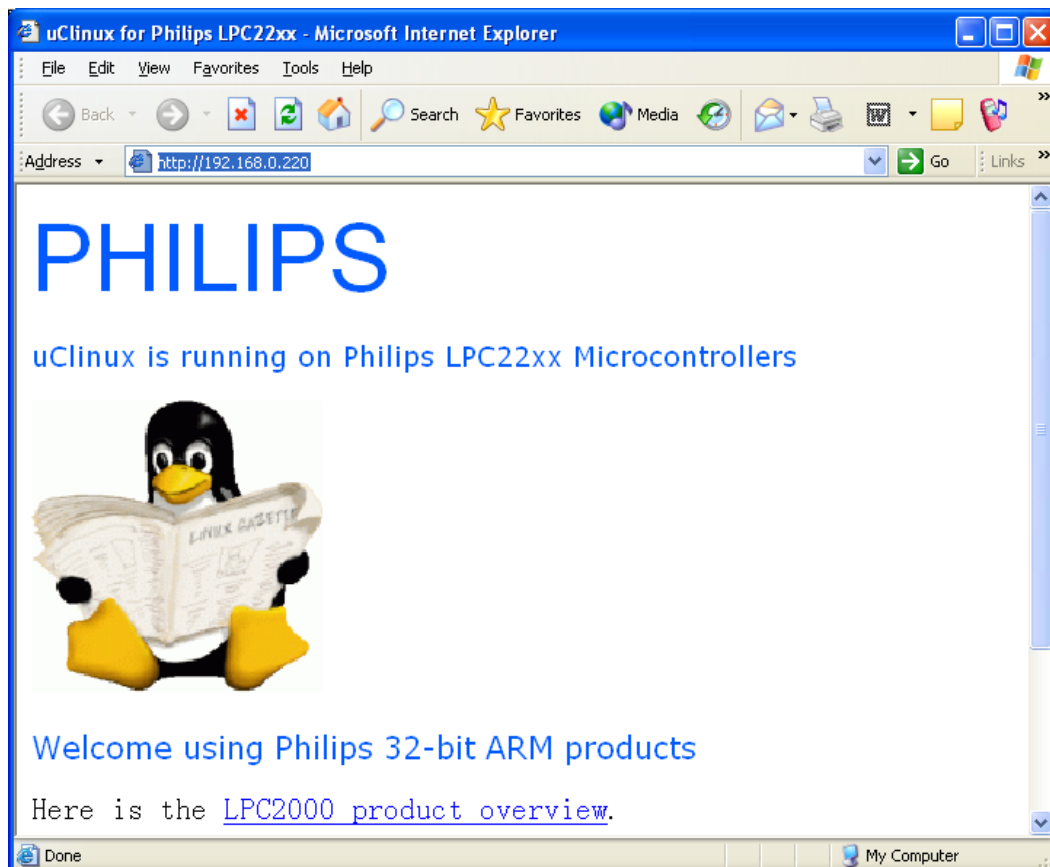 uClinux for Philips LPC22xx - Microsoft Internet Explorer
File Edit View Favorites Tools Help
Back Search Favorites Media
Address http://192.168.0.220 Go Links
PHILIPS
uClinux is running on Philips LPC22xx Microcontrollers
LINUX GAZETTE
Welcome using Philips 32-bit ARM products
Here is the LPC2000 product overview.
Done My Computer